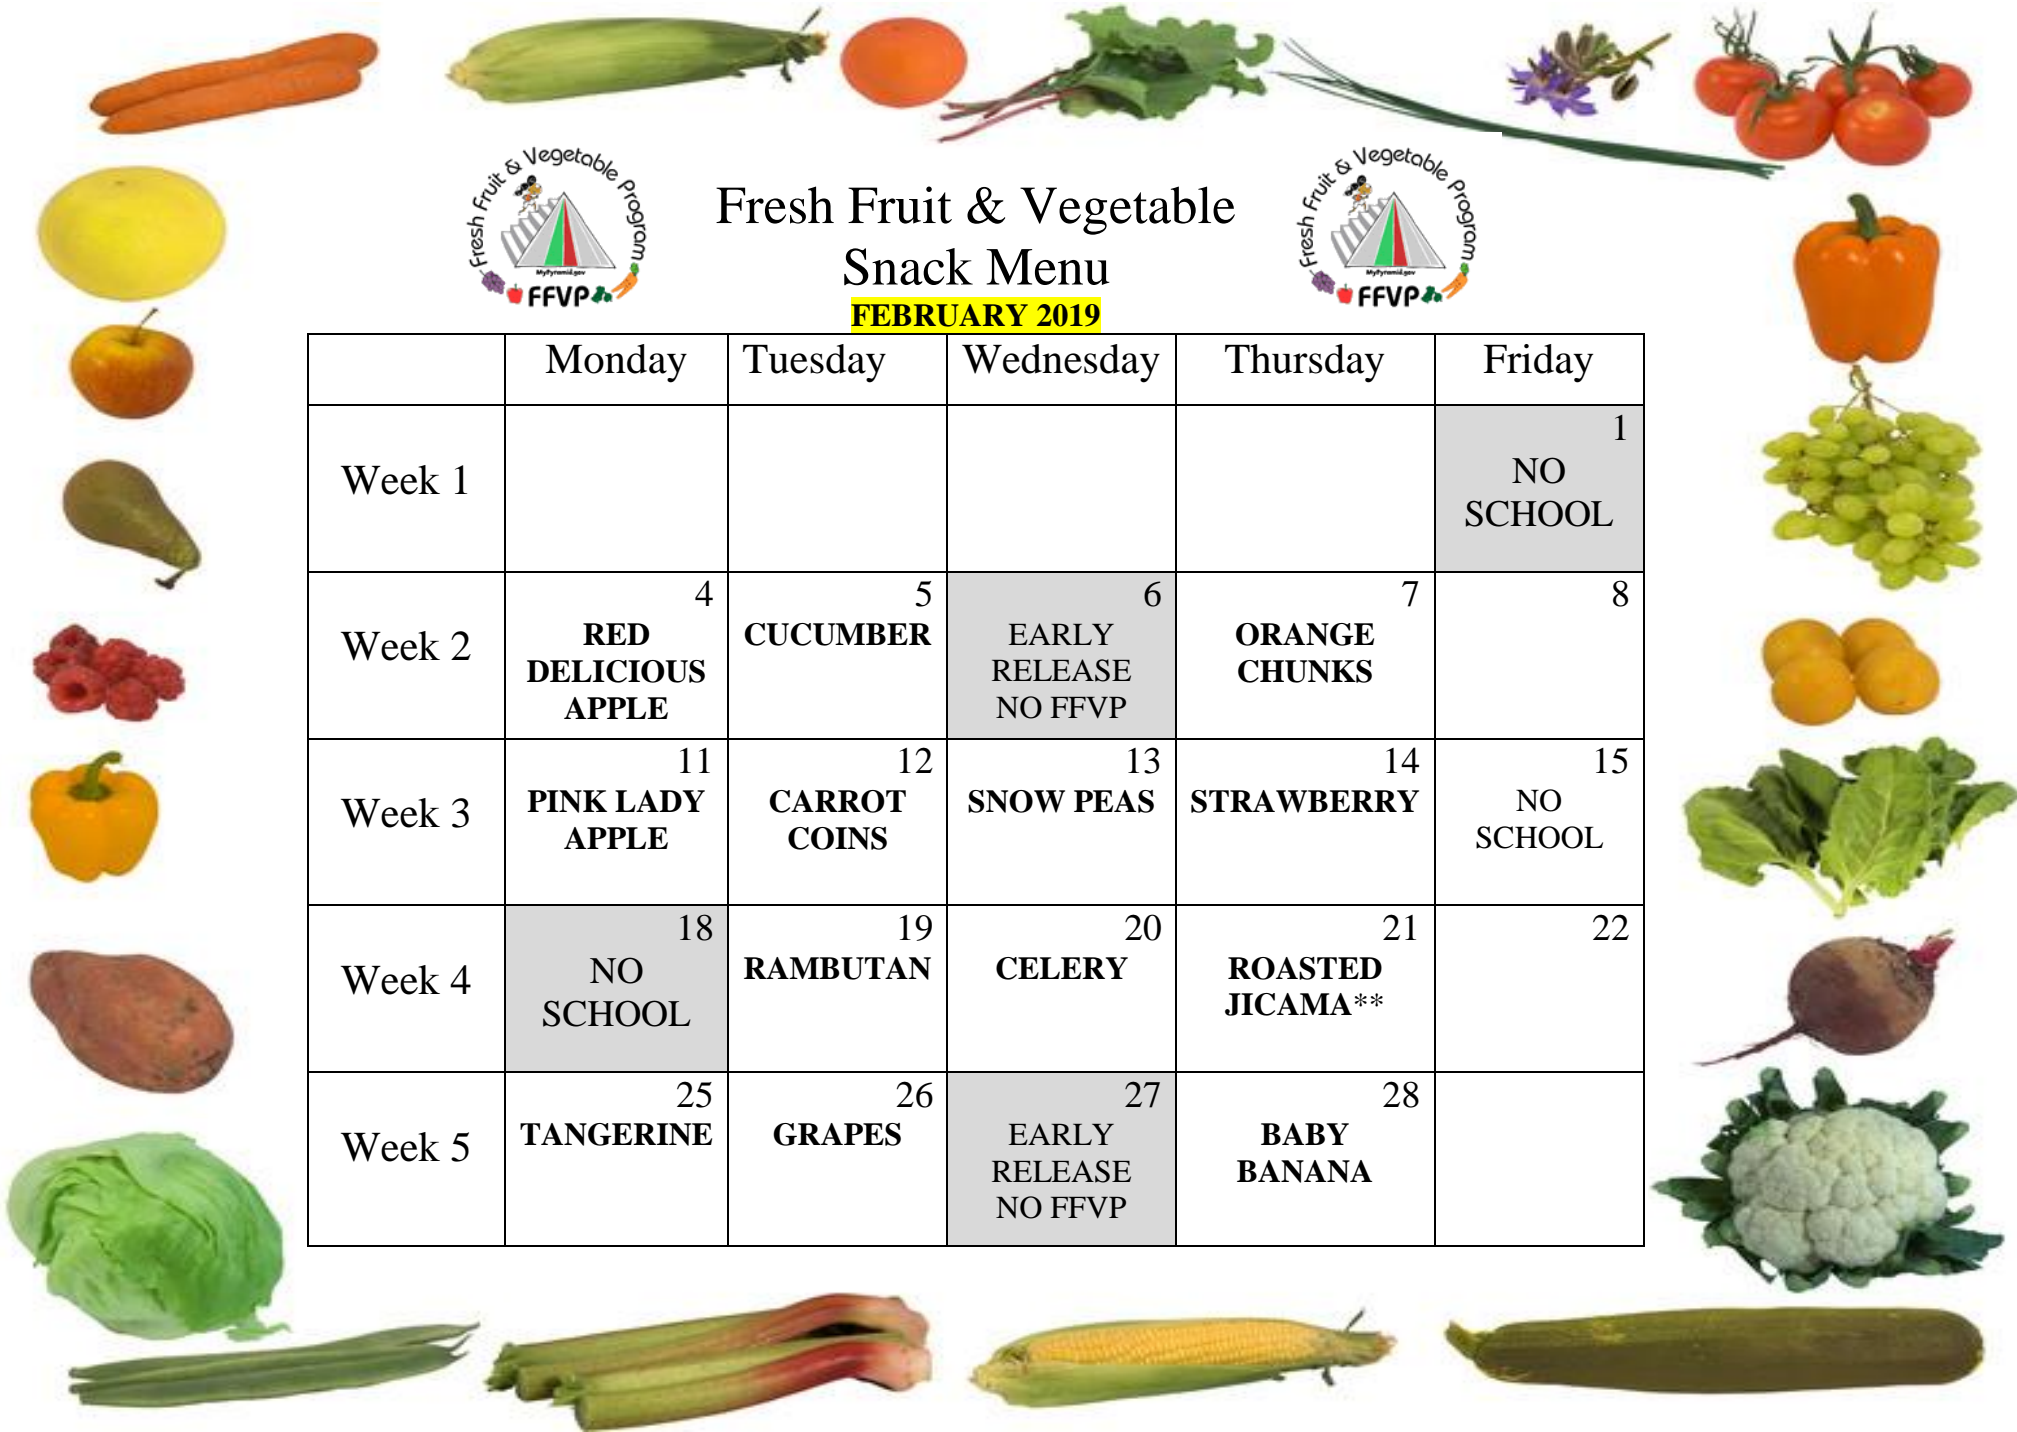 Fresh Fruit & Vegetable Program
MyPyramid.gov
FFVP
Fresh Fruit & Vegetable
Snack Menu
FEBRUARY 2019
Fresh Fruit & Vegetable Program
MyPyramid.gov
FFVP
Monday Tuesday Wednesday Thursday Friday
Week 1
1
NO
SCHOOL
Week 2
4
RED
DELICIOUS
APPLE
5
CUCUMBER
6
EARLY
RELEASE
NO FFVP
7
ORANGE
CHUNKS
8
Week 3
11
PINK LADY
APPLE
12
CARROT
COINS
13
SNOW PEAS
14
STRAWBERRY
15
NO
SCHOOL
Week 4
18
NO
SCHOOL
19
RAMBUTAN
20
CELERY
21
ROASTED
JICAMA**
22
Week 5
25
TANGERINE
26
GRAPES
27
EARLY
RELEASE
NO FFVP
28
BABY
BANANA